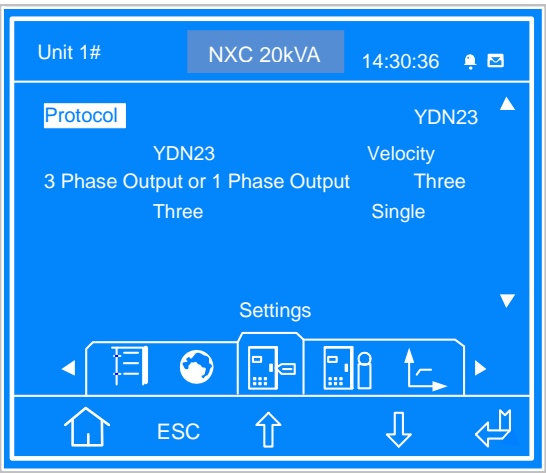 Unit 1# NXC 20kVA 14:30:36
Protocol YDN23
YDN23 Velocity
3 Phase Output or 1 Phase Output Three
Three Single
Settings
ESC